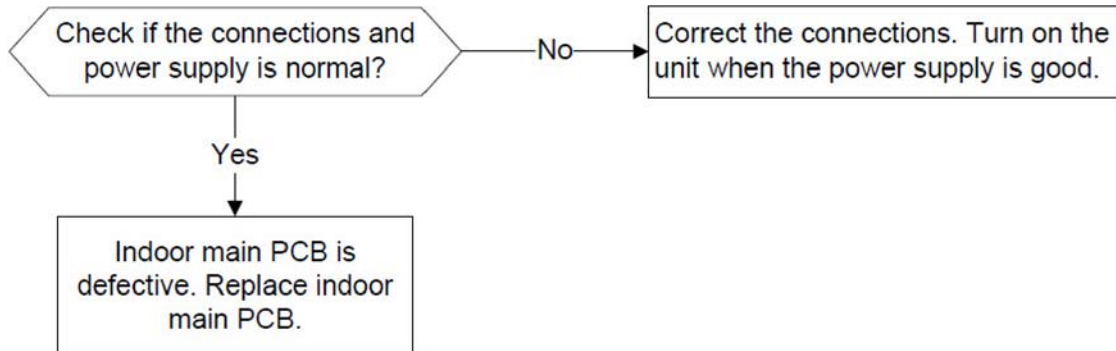 Check if the connections and
power supply is normal?
No
Correct the connections. Turn on the
unit when the power supply is good.
Yes
Indoor main PCB is
defective. Replace indoor
main PCB.